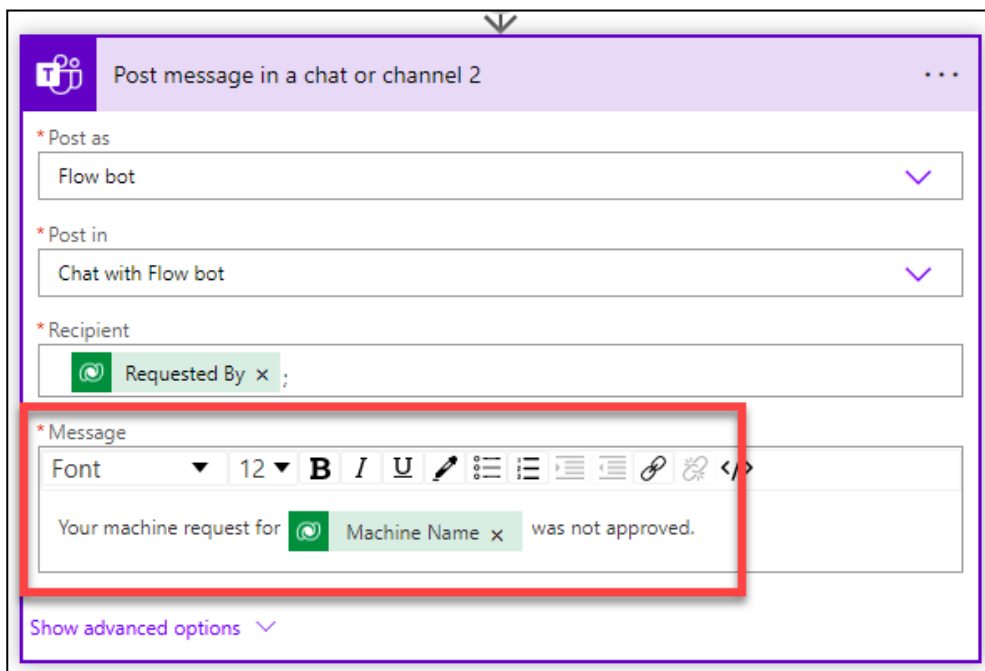 Post message in a chat or channel 2
* Post as
Flow bot
* Post in
Chat with Flow bot
* Recipient
Requested By × ;
* Message
Font 12 B I U </>
Your machine request for Machine Name × was not approved.
Show advanced options